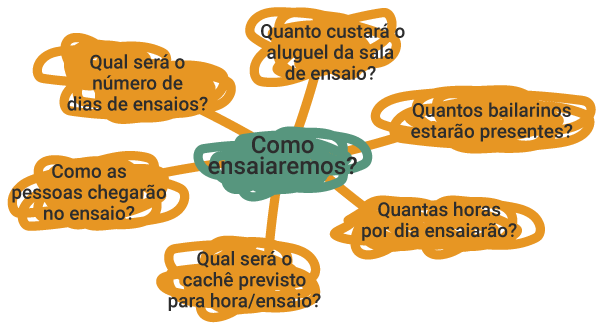 Quanto custará o
aluguel da sala
de ensaio?
Qual será o
número de
dias de ensaios?
Quantos bailarinos
estarão presentes?
Como
ensaiaremos?
Como as
pessoas chegarão
no ensaio?
Quantas horas
por dia ensaiarão?
Qual será o
cachê previsto
para hora/ensaio?